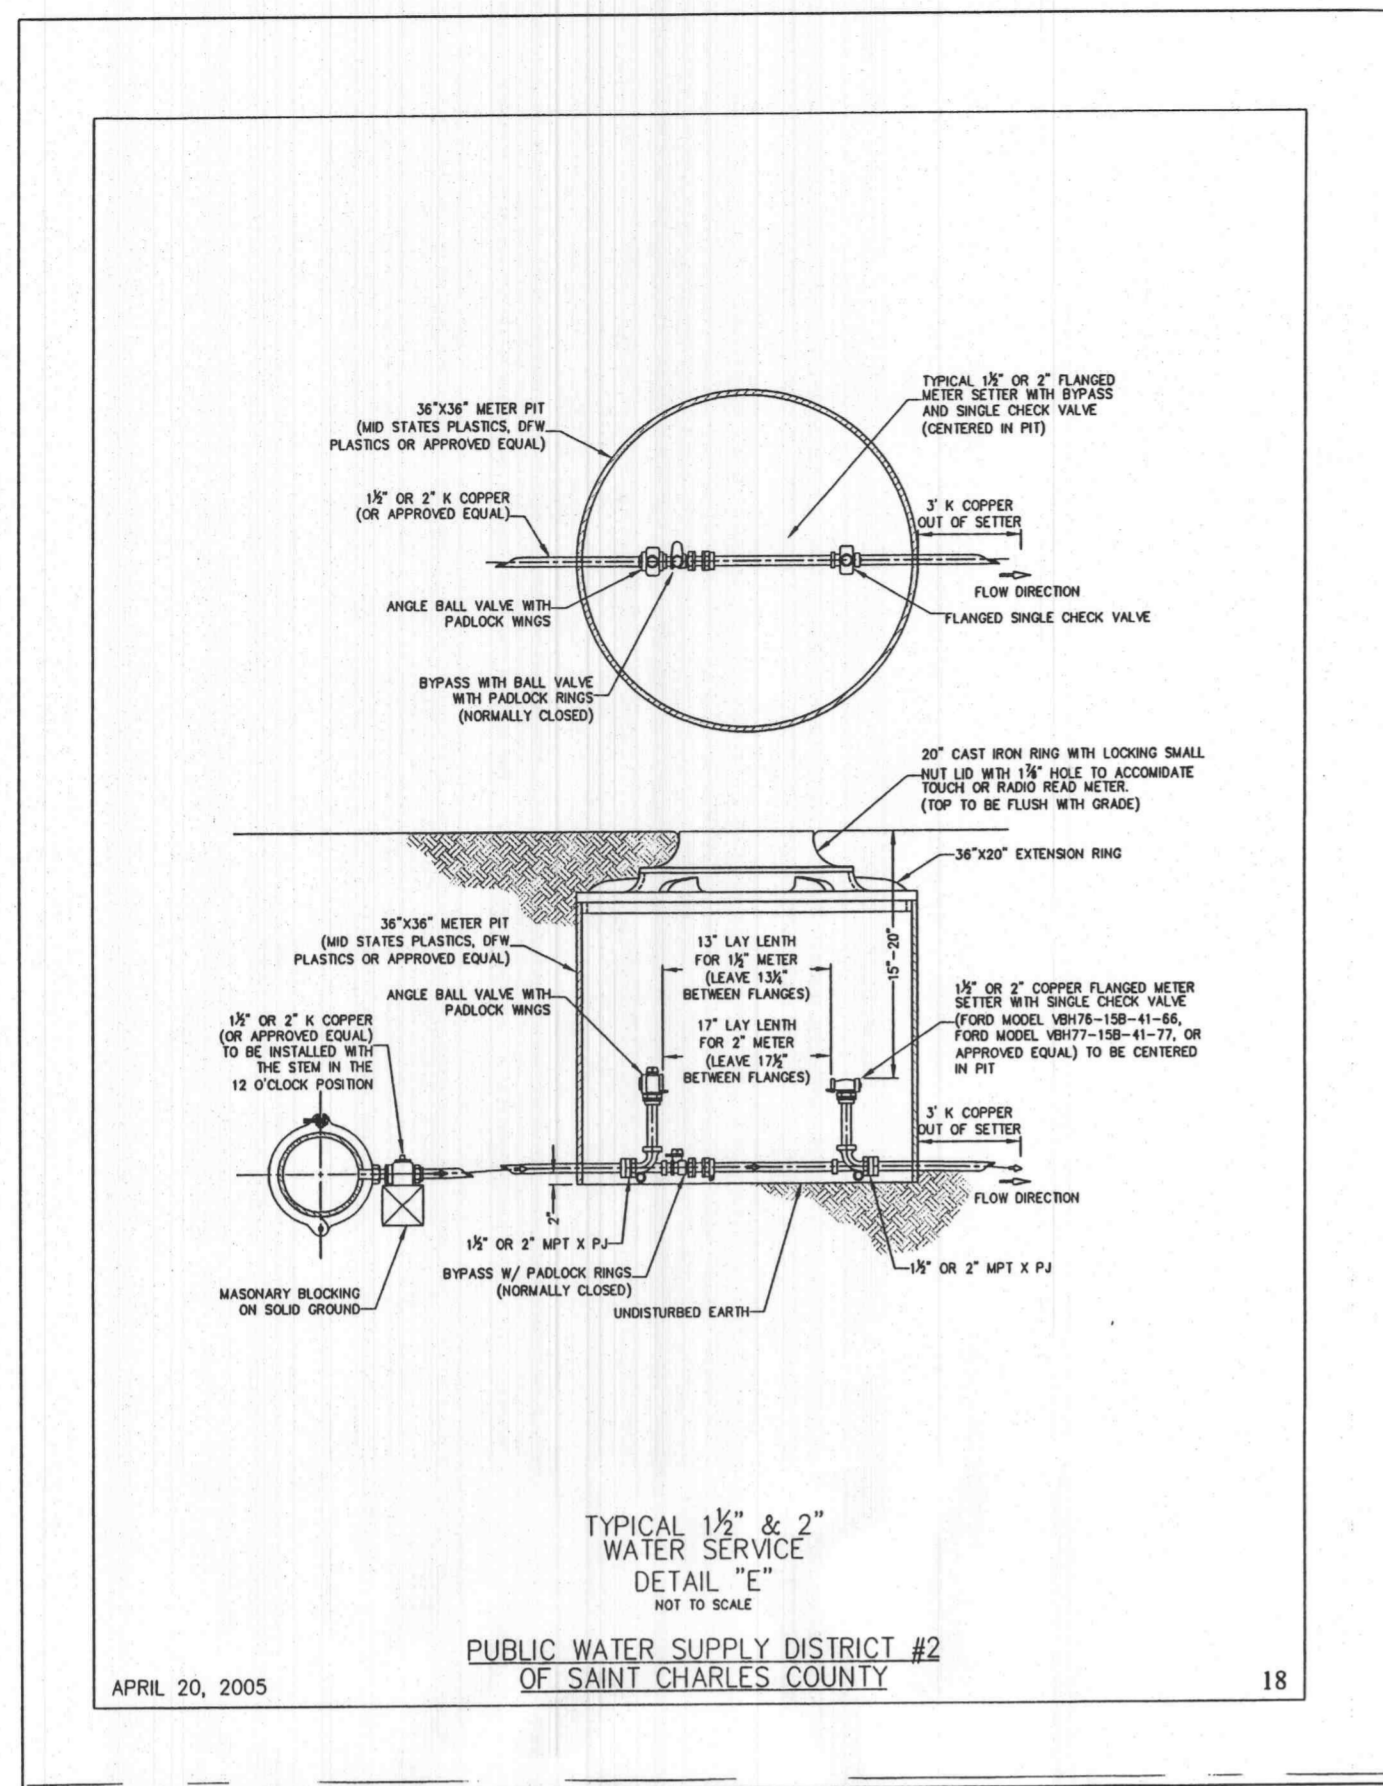 36"X36" METER PIT
(MID STATES PLASTICS, DFW
PLASTICS OR APPROVED EQUAL)
TYPICAL 1½" OR 2" FLANGED
METER SETTER WITH BYPASS
AND SINGLE CHECK VALVE
(CENTERED IN PIT)
1½" OR 2" K COPPER
(OR APPROVED EQUAL)
3' K COPPER
OUT OF SETTER
FLOW DIRECTION
ANGLE BALL VALVE WITH
PADLOCK WINGS
FLANGED SINGLE CHECK VALVE
BYPASS WITH BALL VALVE
WITH PADLOCK RINGS
(NORMALLY CLOSED)
20" CAST IRON RING WITH LOCKING SMALL
NUT LID WITH 1⅞" HOLE TO ACCOMIDATE
TOUCH OR RADIO READ METER.
(TOP TO BE FLUSH WITH GRADE)
36"X20" EXTENSION RING
36"X36" METER PIT
(MID STATES PLASTICS, DFW
PLASTICS OR APPROVED EQUAL)
13" LAY LENTH
FOR 1½" METER
(LEAVE 13¼"
BETWEEN FLANGES)
15"-20"
ANGLE BALL VALVE WITH
PADLOCK WINGS
17" LAY LENTH
FOR 2" METER
(LEAVE 17½"
BETWEEN FLANGES)
1½" OR 2" COPPER FLANGED METER
SETTER WITH SINGLE CHECK VALVE
(FORD MODEL VBH76-15B-41-66,
FORD MODEL VBH77-15B-41-77, OR
APPROVED EQUAL) TO BE CENTERED
IN PIT
1½" OR 2" K COPPER
(OR APPROVED EQUAL)
TO BE INSTALLED WITH
THE STEM IN THE
12 O'CLOCK POSITION
3' K COPPER
OUT OF SETTER
FLOW DIRECTION
2"
1½" OR 2" MPT X PJ
BYPASS W/ PADLOCK RINGS
(NORMALLY CLOSED)
1½" OR 2" MPT X PJ
MASONARY BLOCKING
ON SOLID GROUND
UNDISTURBED EARTH
TYPICAL 1½" & 2"
WATER SERVICE
DETAIL "E"
NOT TO SCALE
PUBLIC WATER SUPPLY DISTRICT #2
OF SAINT CHARLES COUNTY
APRIL 20, 2005
18